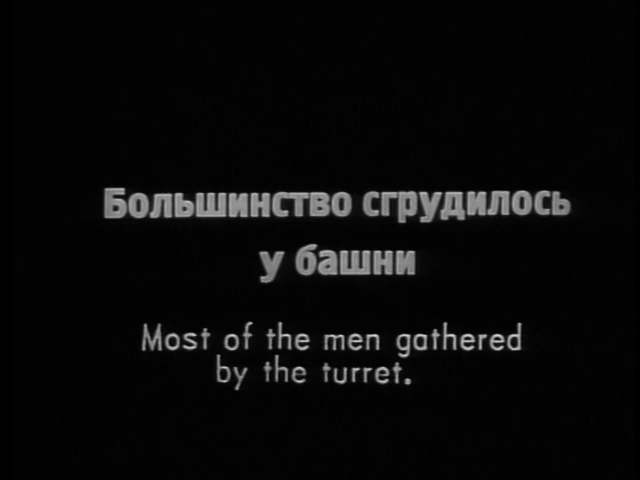 Большинство сгрудилось
у башни
Most of the men gathered
by the turret.